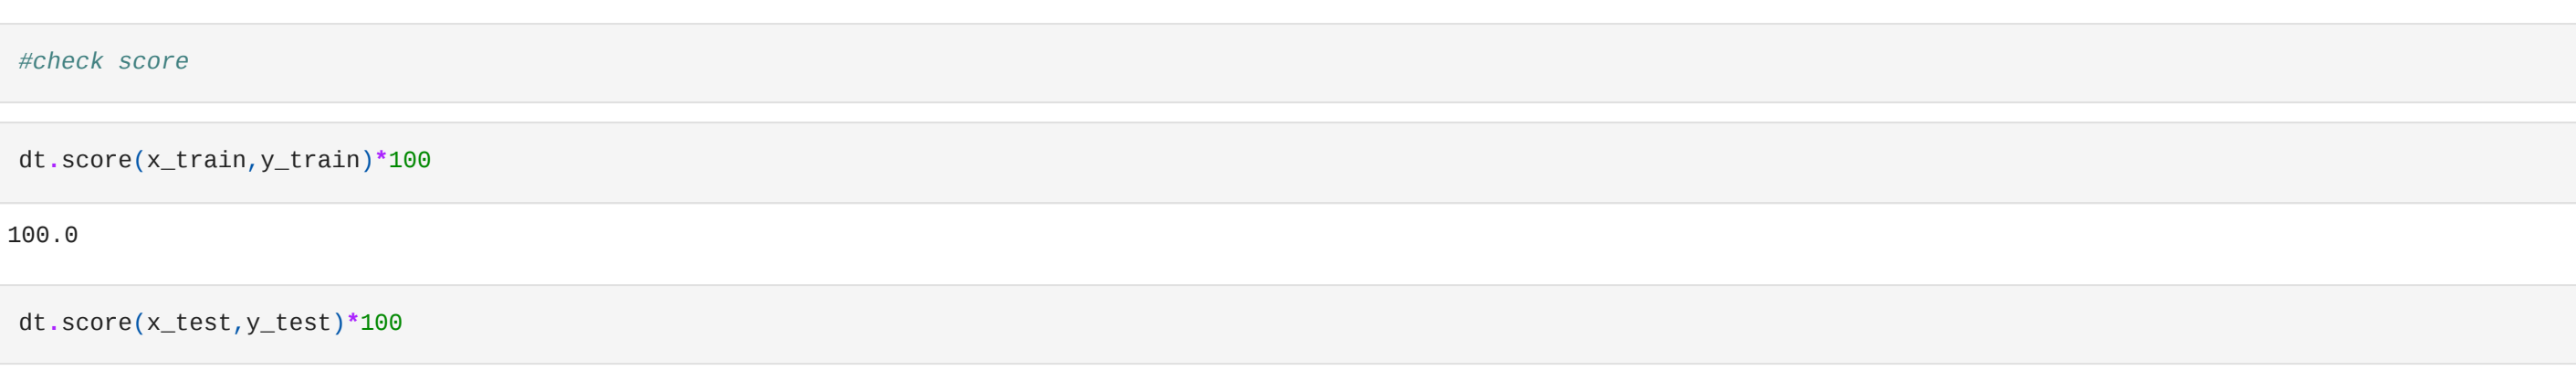 #check score
dt.score(x_train,y_train)*100
100.0
dt.score(x_test,y_test)*100